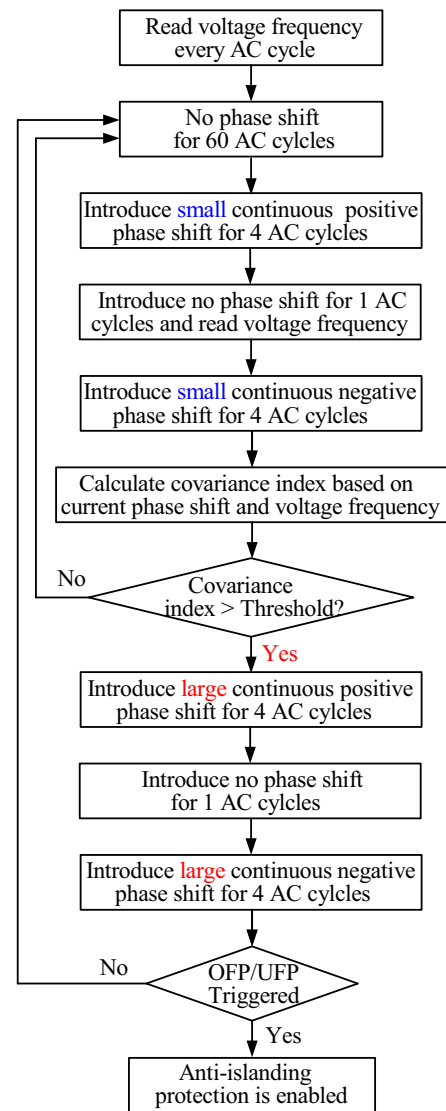 Read voltage frequency
every AC cycle
No phase shift
for 60 AC cylcles
Introduce small continuous positive
phase shift for 4 AC cylcles
Introduce no phase shift for 1 AC
cylcles and read voltage frequency
Introduce small continuous negative
phase shift for 4 AC cylcles
Calculate covariance index based on
current phase shift and voltage frequency
No
Covariance
index > Threshold?
Yes
Introduce large continuous positive
phase shift for 4 AC cylcles
Introduce no phase shift
for 1 AC cylcles
Introduce large continuous negative
phase shift for 4 AC cylcles
No
OFP/UFP
Triggered
Yes
Anti-islanding
protection is enabled